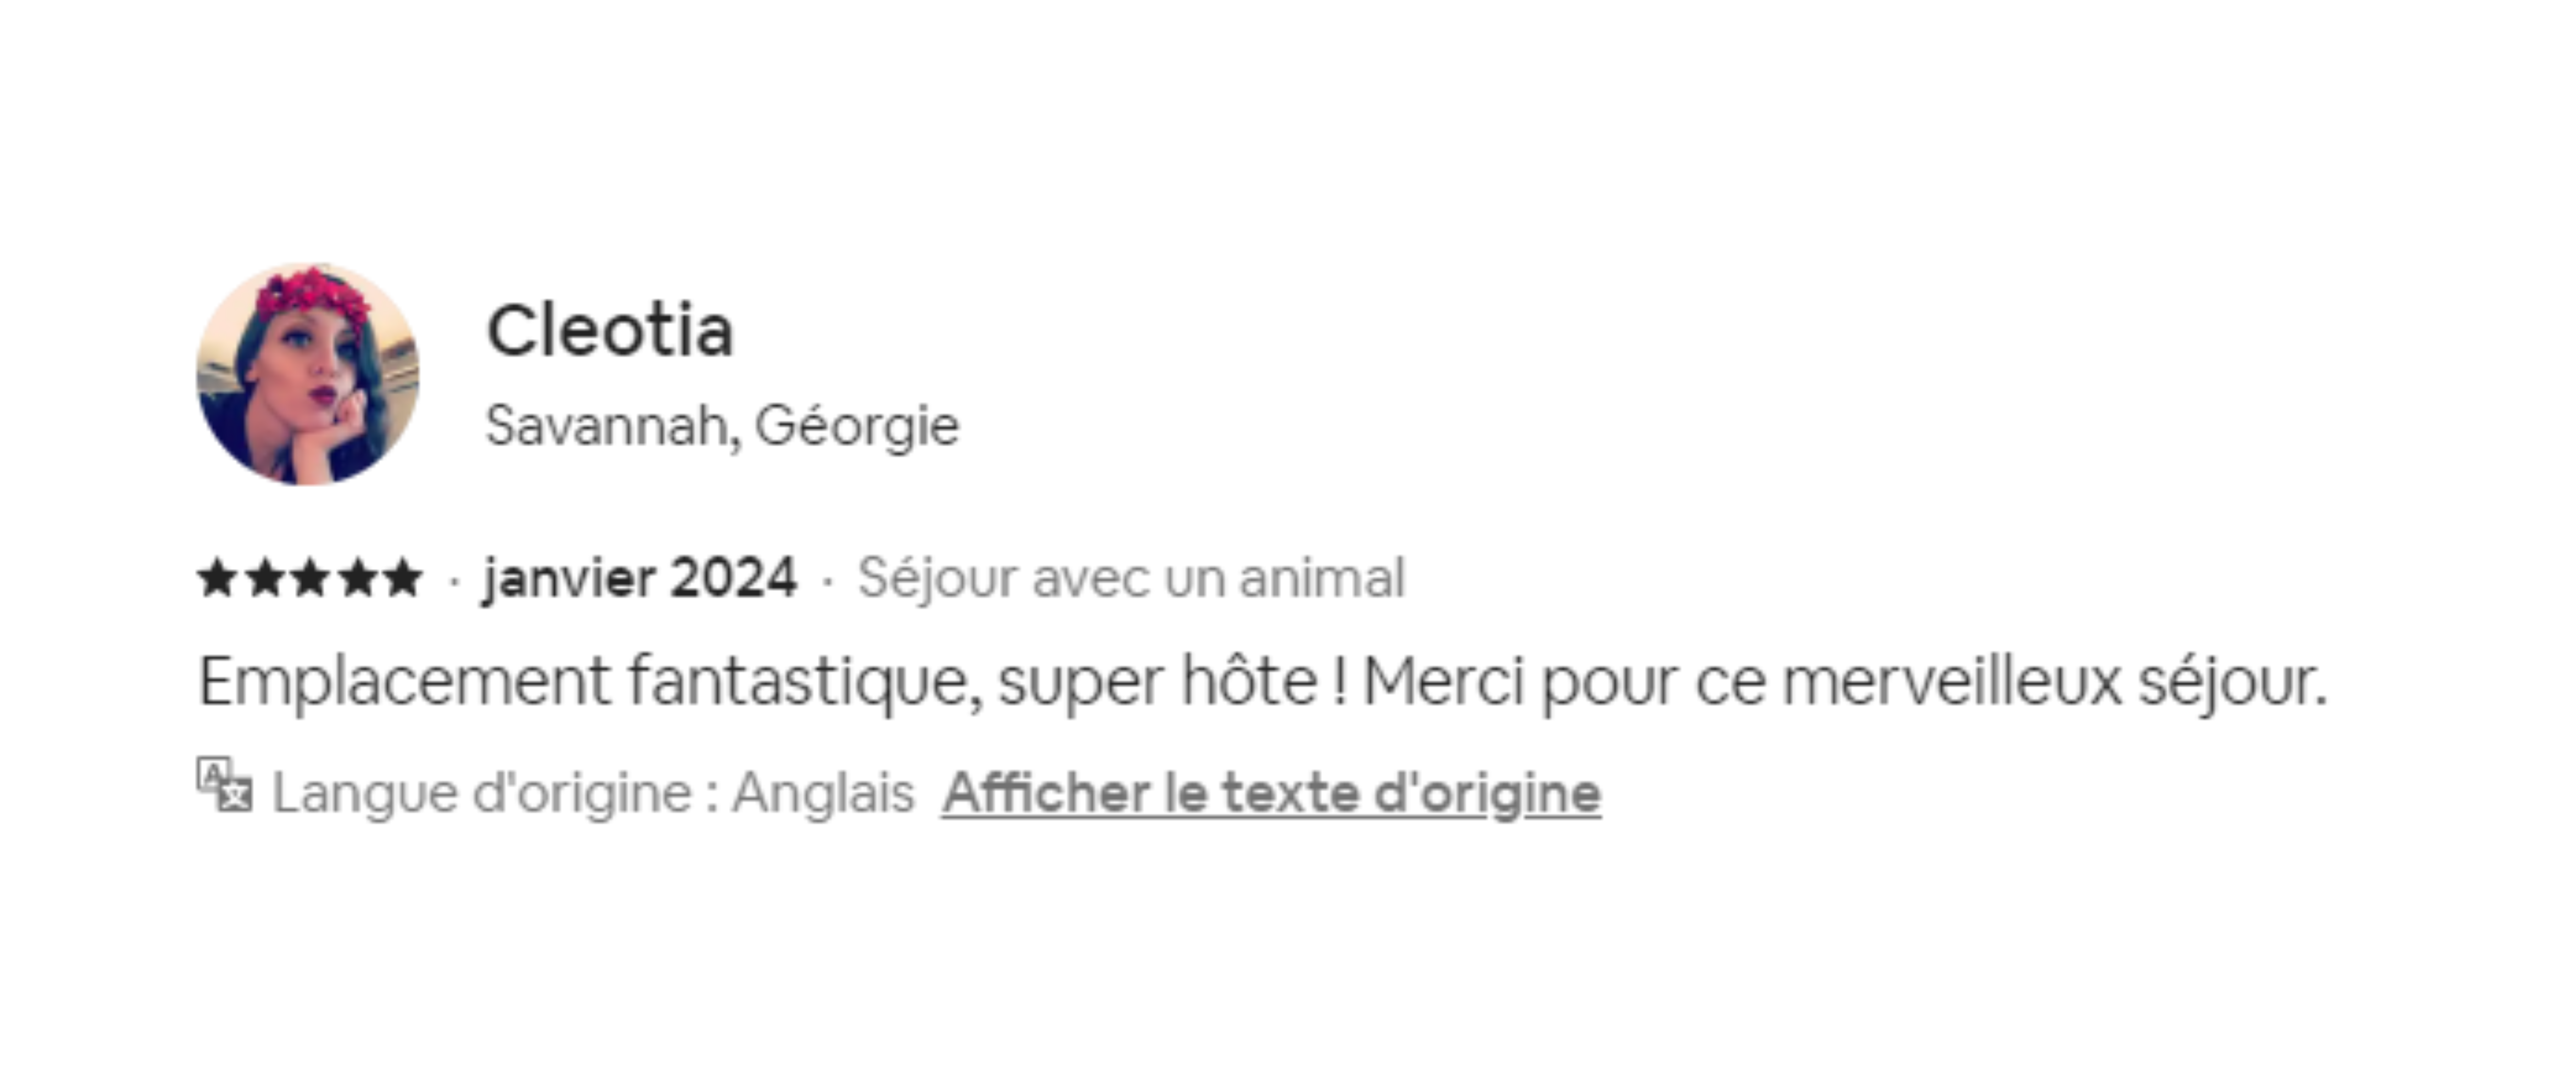 Cleotia
Savannah, Géorgie
★★★★★ · janvier 2024 · Séjour avec un animal
Emplacement fantastique, super hôte ! Merci pour ce merveilleux séjour.
Langue d'origine : Anglais Afficher le texte d'origine